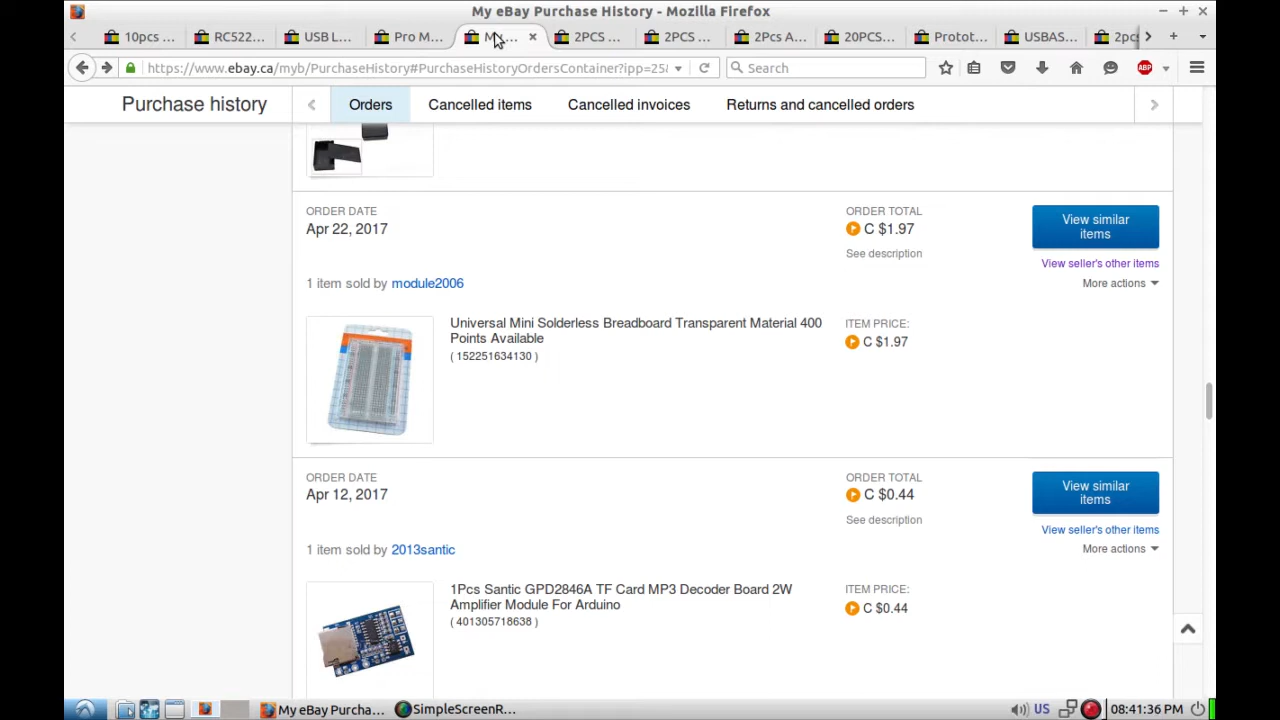 My eBay Purchase History - Mozilla Firefox
10pcs ...
RC522...
USB L...
Pro M...
2PCS ...
2PCS ...
2Pcs A...
20PCS...
Protot...
USBAS...
2pcs
https://www.ebay.ca/myb/PurchaseHistory#PurchaseHistoryOrdersContainer?ipp=25&
Search
ABP
Purchase history
Orders
Cancelled items
Cancelled invoices
Returns and cancelled orders
ORDER DATE
Apr 22, 2017
ORDER TOTAL
C $1.97
See description
View similar
items
View seller's other items
More actions
1 item sold by module2006
Universal Mini Solderless Breadboard Transparent Material 400
Points Available
( 152251634130 )
ITEM PRICE:
C $1.97
ORDER DATE
Apr 12, 2017
ORDER TOTAL
C $0.44
See description
View similar
items
View seller's other items
More actions
1 item sold by 2013santic
1Pcs Santic GPD2846A TF Card MP3 Decoder Board 2W
Amplifier Module For Arduino
( 401305718638 )
ITEM PRICE:
C $0.44
My eBay Purcha...
SimpleScreenR...
US
08:41:36 PM